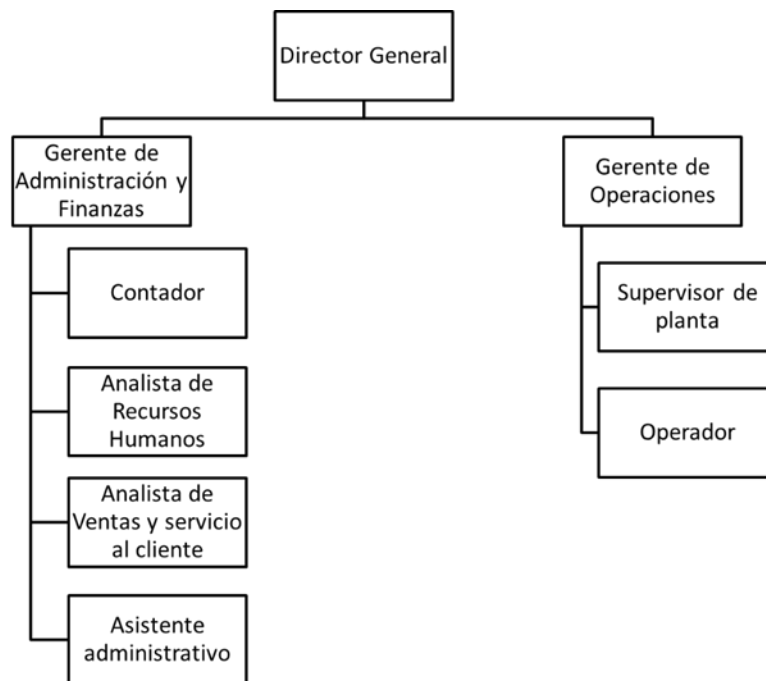 Director General
Gerente de
Administración y
Finanzas
Gerente de
Operaciones
Contador
Supervisor de
planta
Analista de
Recursos
Humanos
Operador
Analista de
Ventas y servicio
al cliente
Asistente
administrativo